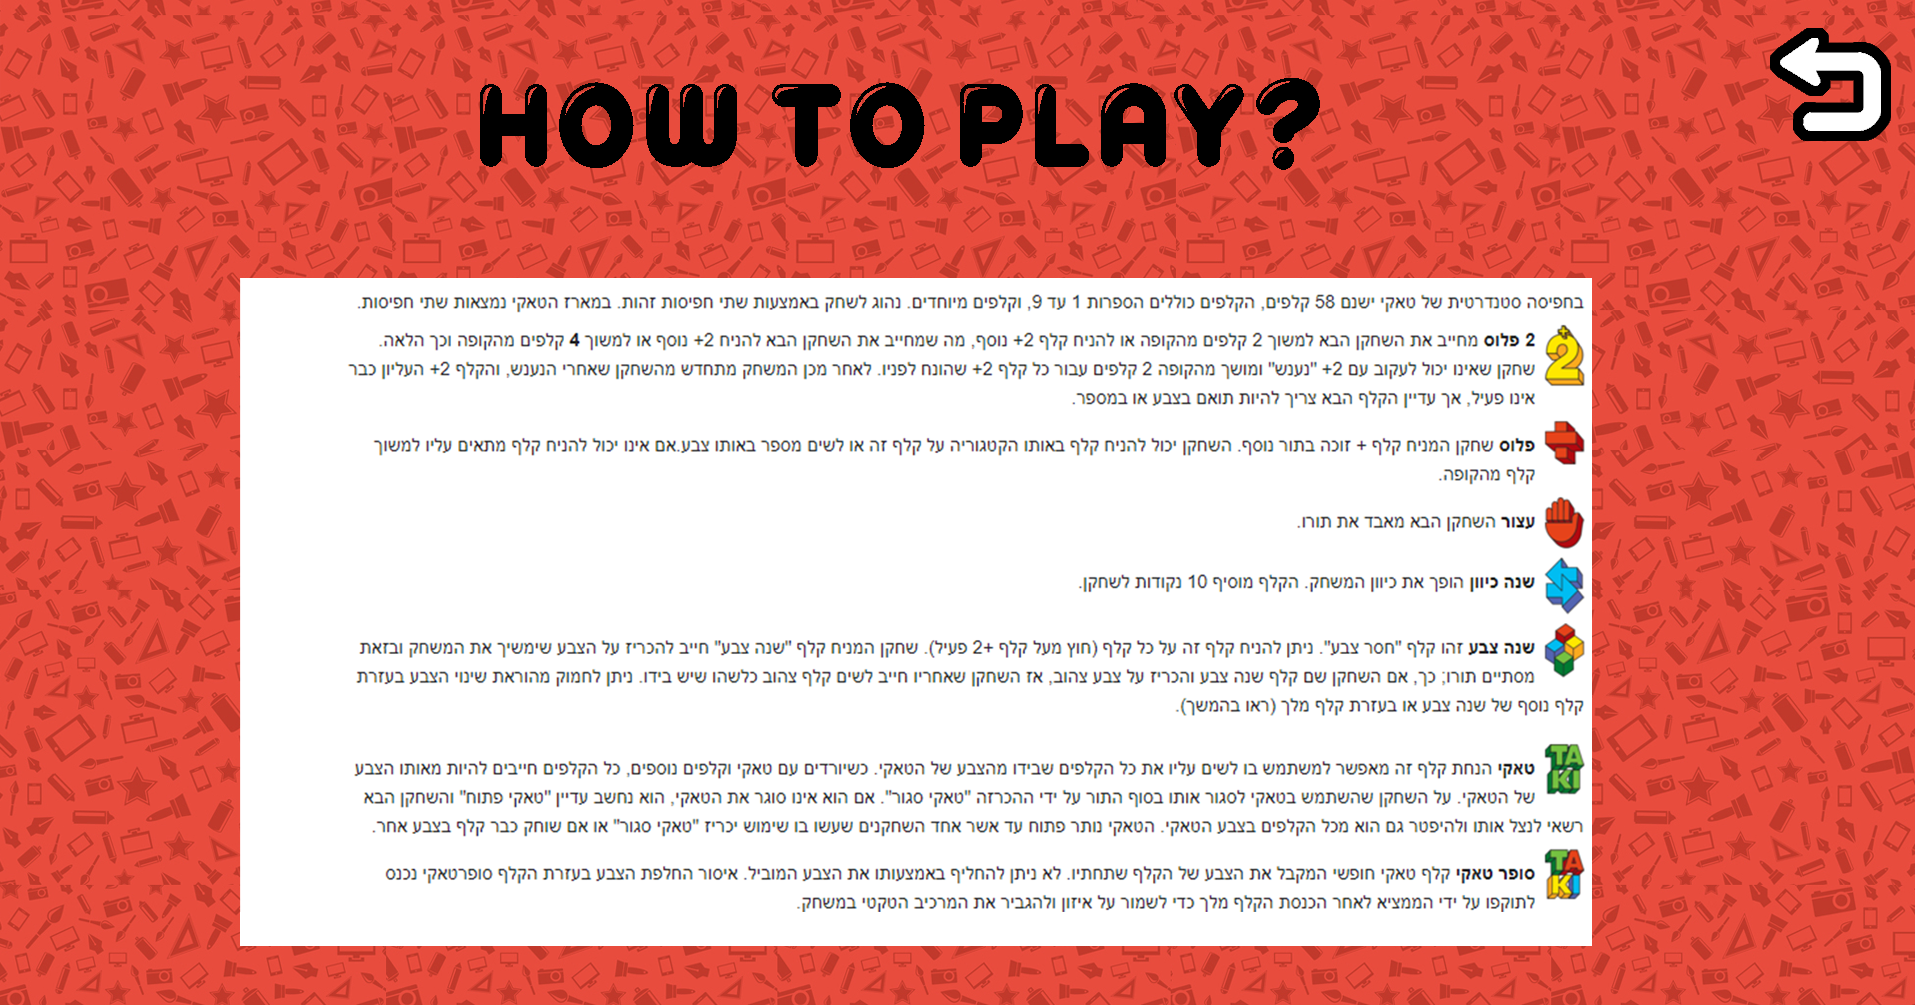 HOW TO PLAY?
בחפיסה סטנדרטית של טאקי ישנם 58 קלפים, הקלפים כוללים הספרות 1 עד 9, וקלפים מיוחדים. נהוג לשחק באמצעות שתי חפיסות זהות. במארז הטאקי נמצאות שתי חפיסות.
+2
2 פלוס מחייב את השחקן הבא למשוך 2 קלפים מהקופה או להניח קלף 2+ נוסף, מה שמחייב את השחקן הבא להניח 2+ נוסף או למשוך 4 קלפים מהקופה וכך הלאה.
שחקן שאינו יכול לעקוב עם 2+ "נענש" ומושך מהקופה 2 קלפים עבור כל קלף 2+ שהונח לפניו. לאחר מכן המשחק מתחדש מהשחקן שאחרי הנענש, והקלף 2+ העליון כבר
אינו פעיל, אך עדיין הקלף הבא צריך להיות תואם בצבע או במספר.
פלוס שחקן המניח קלף + זוכה בתור נוסף. השחקן יכול להניח קלף באותו הקטגוריה על קלף זה או לשים מספר באותו צבע.אם אינו יכול להניח קלף מתאים עליו למשוך
קלף מהקופה.
עצור השחקן הבא מאבד את תורו.
שנה כיוון הופך את כיוון המשחק. הקלף מוסיף 10 נקודות לשחקן.
שנה צבע זהו קלף "חסר צבע". ניתן להניח קלף זה על כל קלף (חוץ מעל קלף +2 פעיל). שחקן המניח קלף "שנה צבע" חייב להכריז על הצבע שימשיך את המשחק ובזאת
מסתיים תורו; כך, אם השחקן שם קלף שנה צבע והכריז על צבע צהוב, אז השחקן שאחריו חייב לשים קלף צהוב כלשהו שיש בידו. ניתן לחמוק מהוראת שינוי הצבע בעזרת
קלף נוסף של שנה צבע או בעזרת קלף מלך (ראו בהמשך).
TAKI
טאקי הנחת קלף זה מאפשר למשתמש בו לשים עליו את כל הקלפים שבידו מהצבע של הטאקי. כשיורדים עם טאקי וקלפים נוספים, כל הקלפים חייבים להיות מאותו הצבע
של הטאקי. על השחקן שהשתמש בטאקי לסגור אותו בסוף התור על ידי ההכרזה "טאקי סגור". אם הוא אינו סוגר את הטאקי, הוא נחשב עדיין "טאקי פתוח" והשחקן הבא
רשאי לנצל אותו ולהיפטר גם הוא מכל הקלפים בצבע הטאקי. הטאקי נותר פתוח עד אשר אחד השחקנים שעשו בו שימוש יכריז "טאקי סגור" או אם שוחק כבר קלף בצבע אחר.
TAKI
סופר טאקי קלף טאקי חופשי המקבל את הצבע של הקלף שתחתיו. לא ניתן להחליף באמצעותו את הצבע המוביל. איסור החלפת הצבע בעזרת הקלף סופרטאקי נכנס
לתוקפו על ידי הממציא לאחר הכנסת הקלף מלך כדי לשמור על איזון ולהגביר את המרכיב הטקטי במשחק.